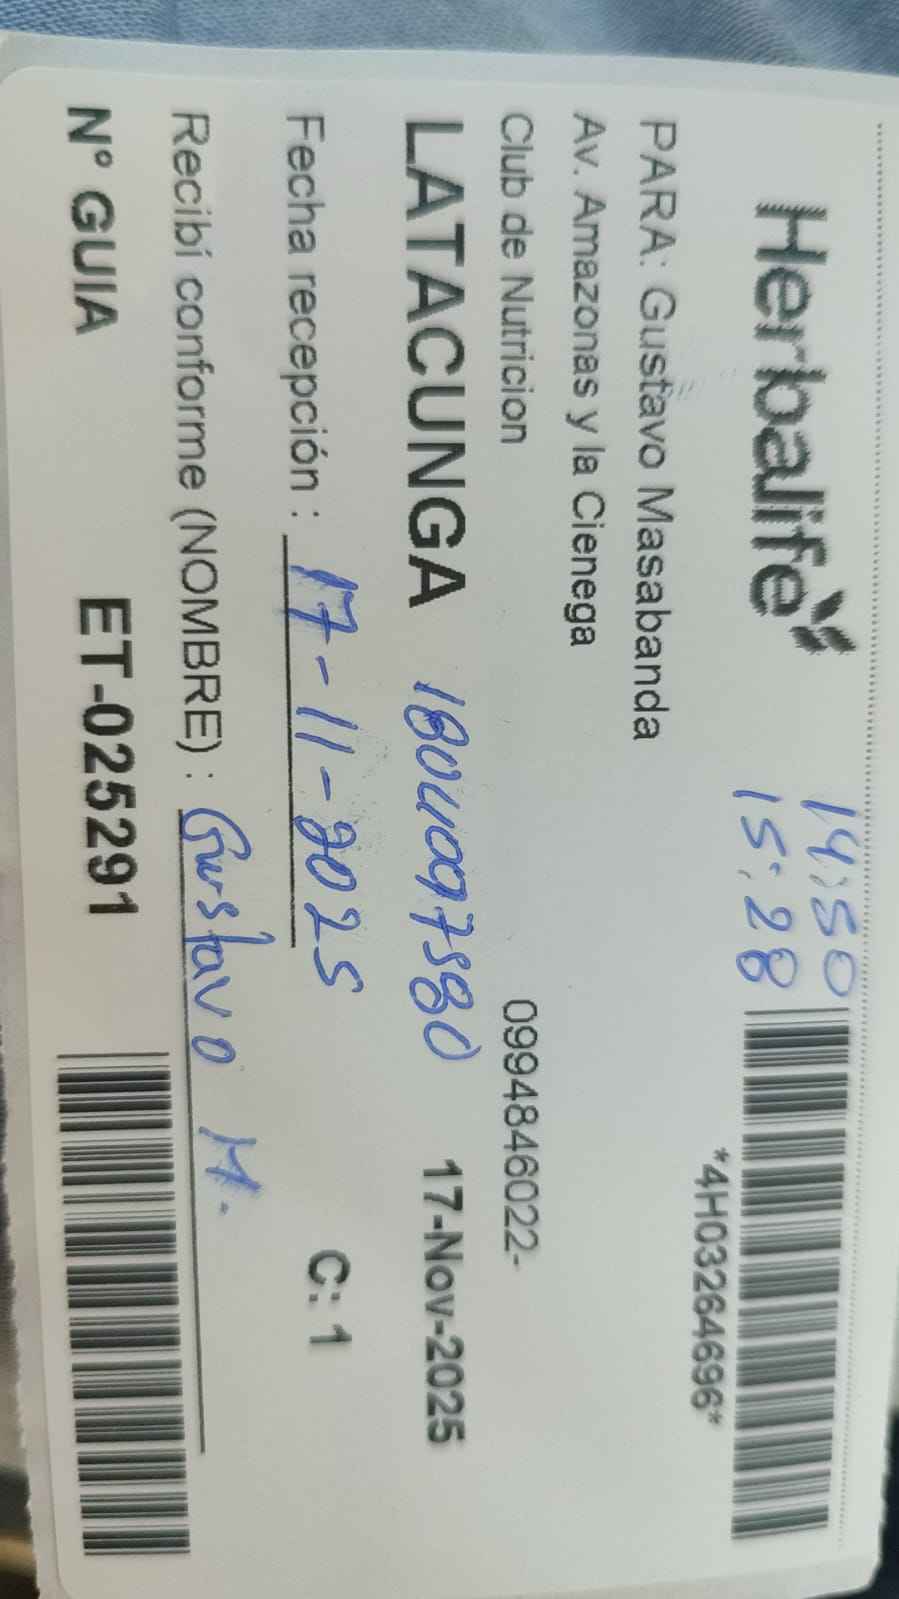 Herbalife
14:50
15:28
*4H03264696*
PARA: Gustavo Masabanda
Av. Amazonas y la Cienega
Club de Nutricion 0994846022-
LATACUNGA 17-Nov-2025
Fecha recepción : 17-11-2025 C: 1
Recibí conforme (NOMBRE) : Gustavo M.
N° GUIA ET-025291